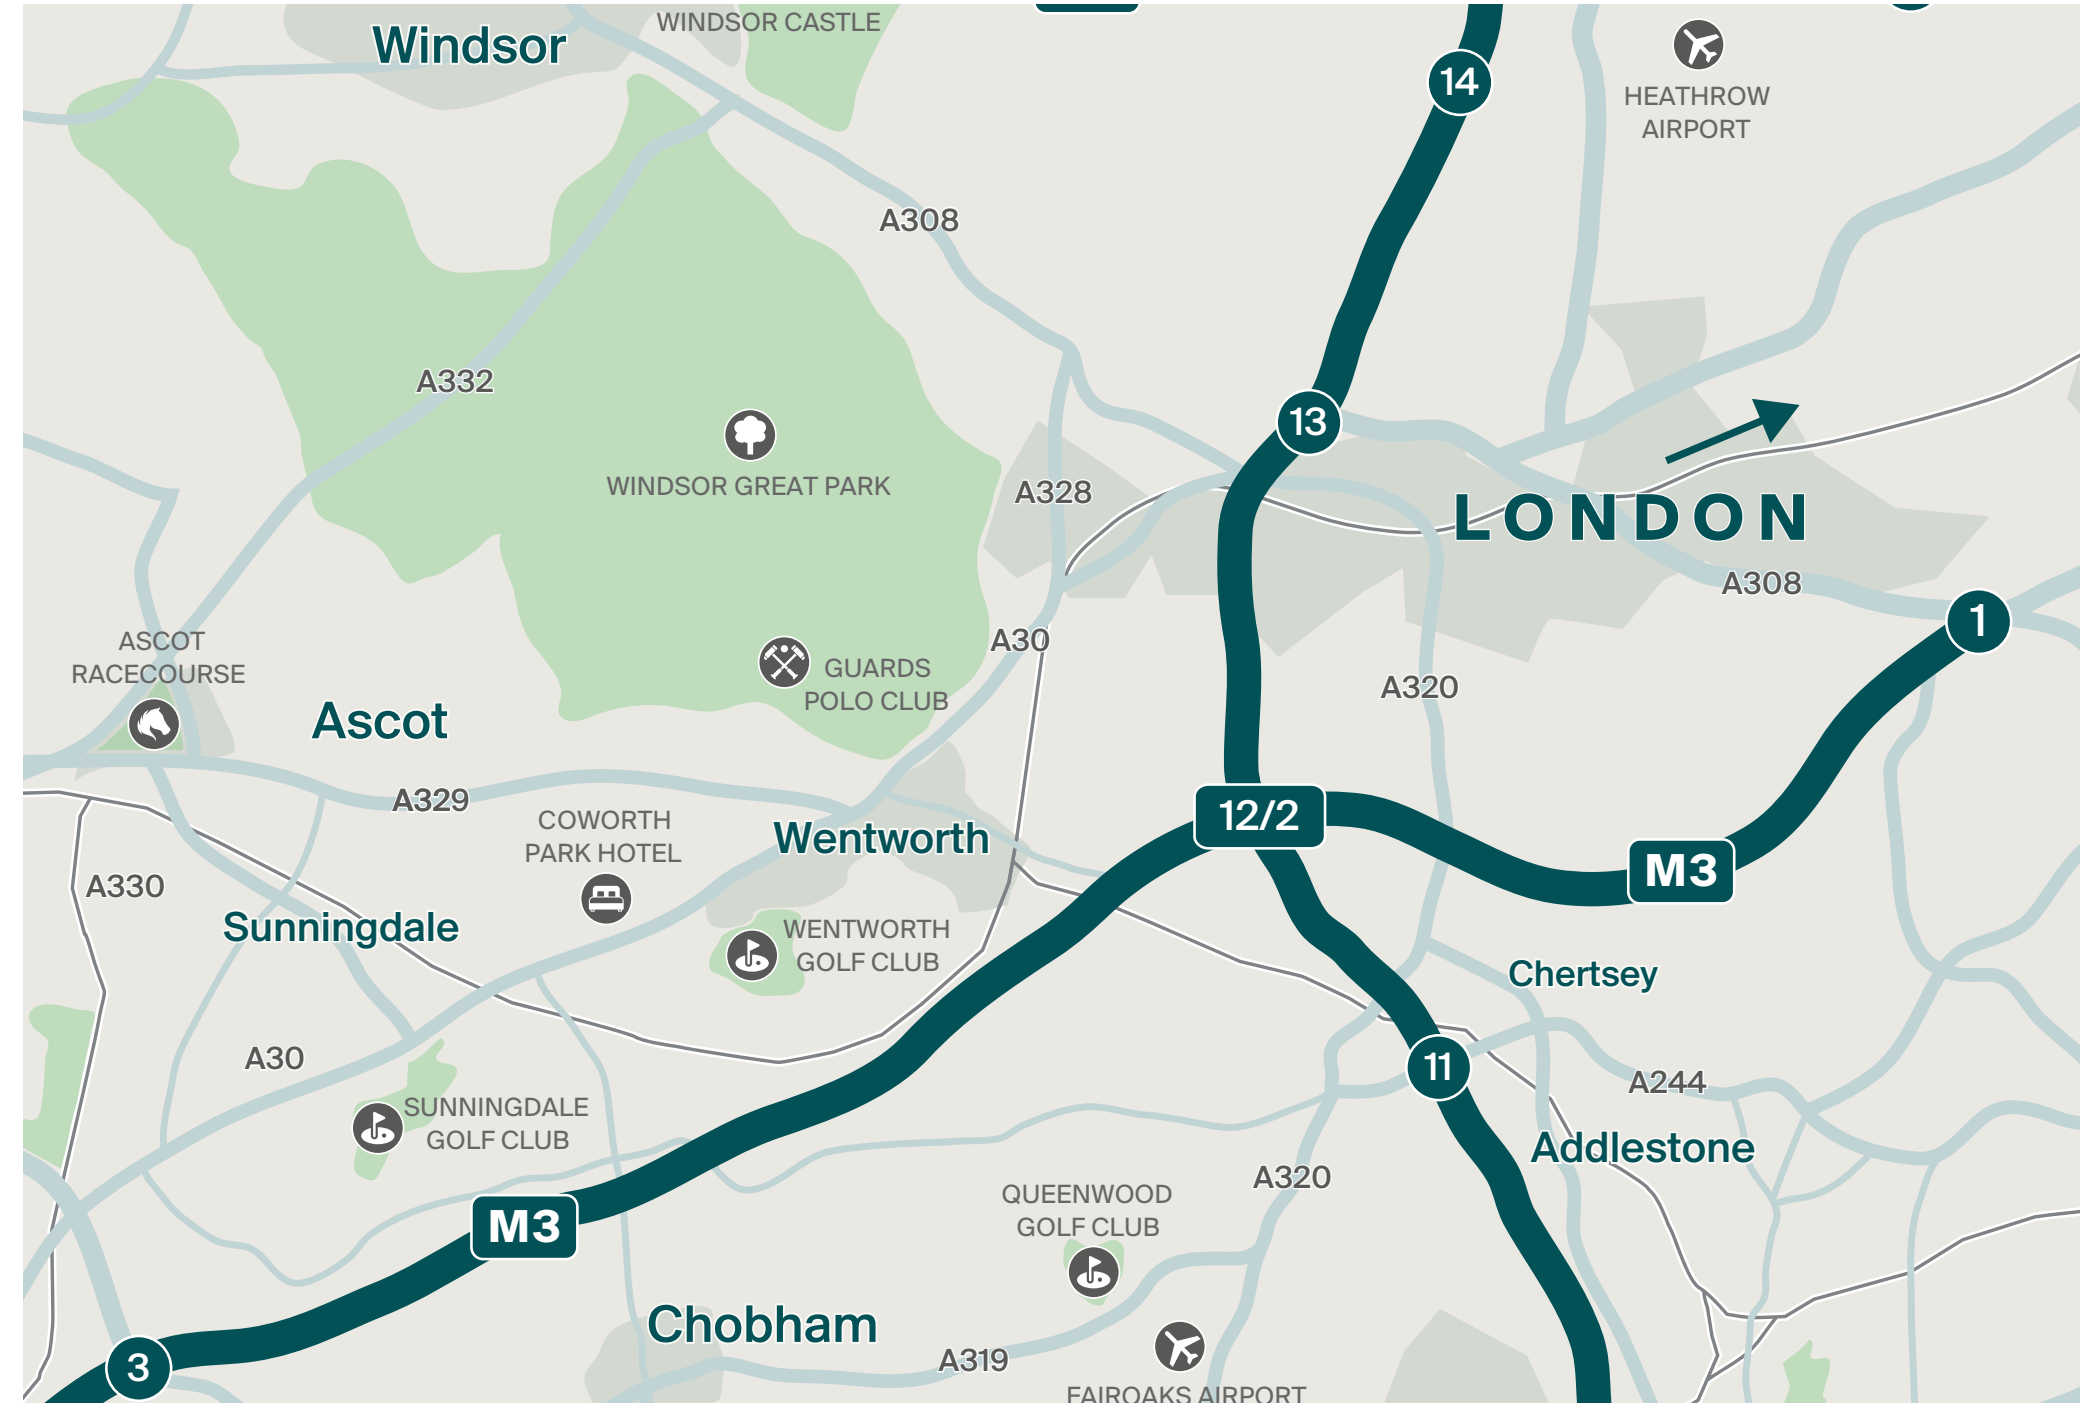 WINDSOR CASTLE
Windsor
14
HEATHROW
AIRPORT
A308
A332
13
WINDSOR GREAT PARK
A328
LONDON
A308
1
ASCOT
RACECOURSE
A30
GUARDS
POLO CLUB
A320
Ascot
A329
COWORTH
PARK HOTEL
Wentworth
12/2
M3
A330
Sunningdale
WENTWORTH
GOLF CLUB
Chertsey
A30
11
A244
SUNNINGDALE
GOLF CLUB
Addlestone
A320
QUEENWOOD
GOLF CLUB
M3
Chobham
A319
3
FAIROAKS AIRPORT